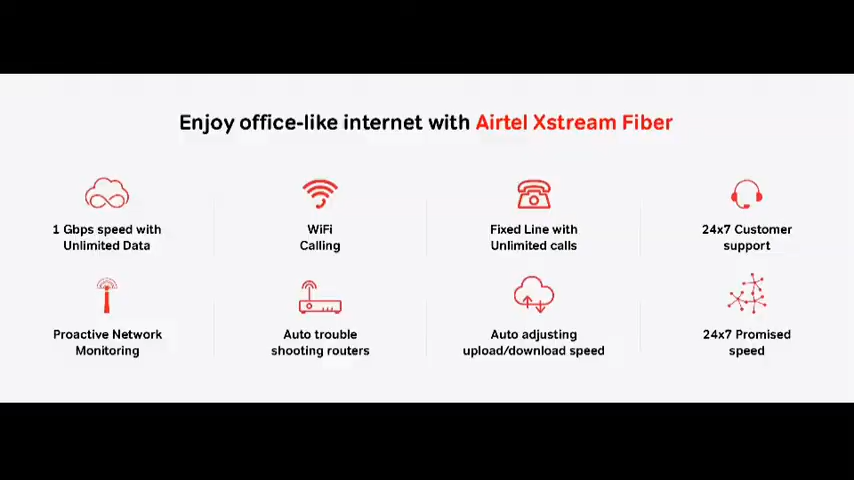 Enjoy office-like internet with Airtel Xstream Fiber
1 Gbps speed with
Unlimited Data
WiFi
Calling
Fixed Line with
Unlimited calls
24x7 Customer
support
Proactive Network
Monitoring
Auto trouble
shooting routers
Auto adjusting
upload/download speed
24x7 Promised
speed